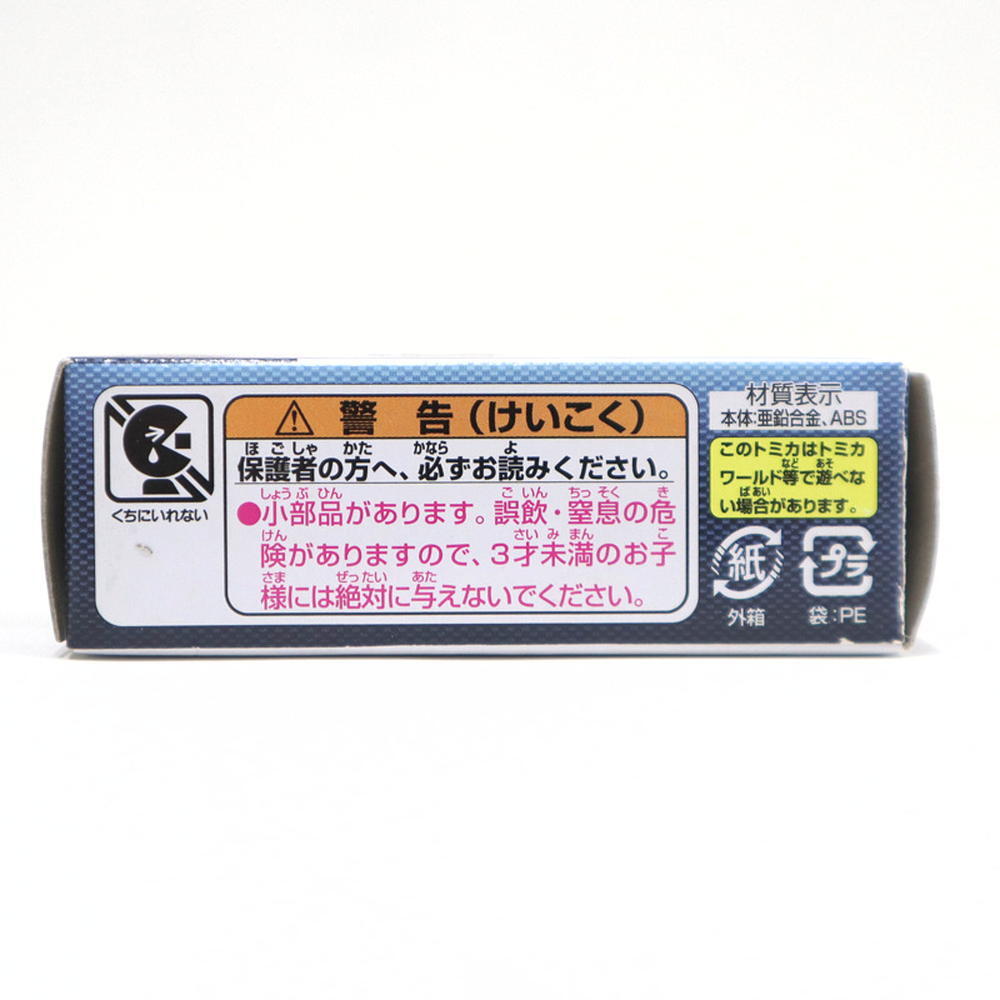 くちにいれない
警告(けいこく)
保護者の方へ、必ずお読みください。
●小部品があります。誤飲・窒息の危
険がありますので、3才未満のお子
様には絶対に与えないでください。
材質表示
本体:亜鉛合金、ABS
このトミカはトミカ
ワールド等で遊べな
い場合があります。
紙
外箱
プラ
袋:PE